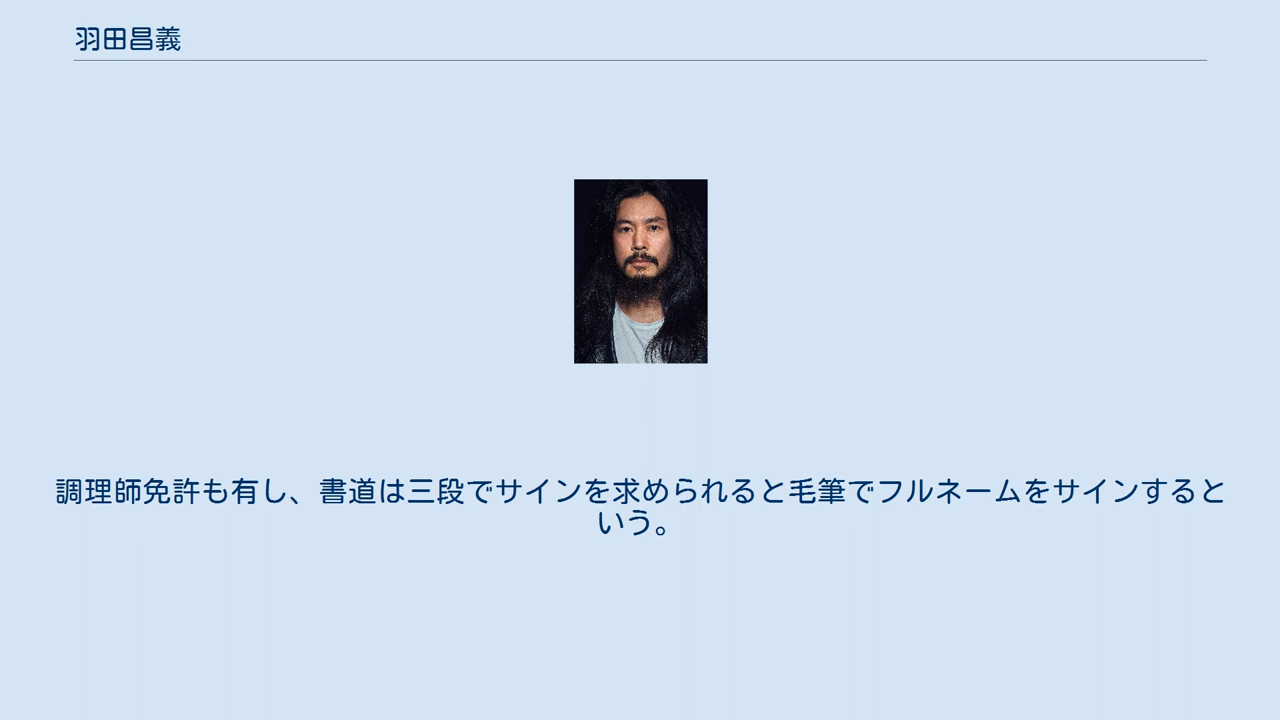 羽田昌義
調理師免許も有し、書道は三段でサインを求められると毛筆でフルネームをサインすると
いう。